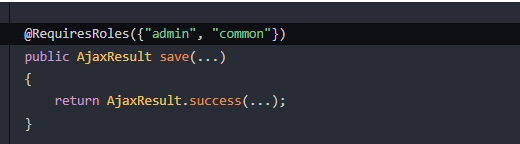 @RequiresRoles({"admin", "common"})
public AjaxResult save(...)
{
    return AjaxResult.success(...);
}